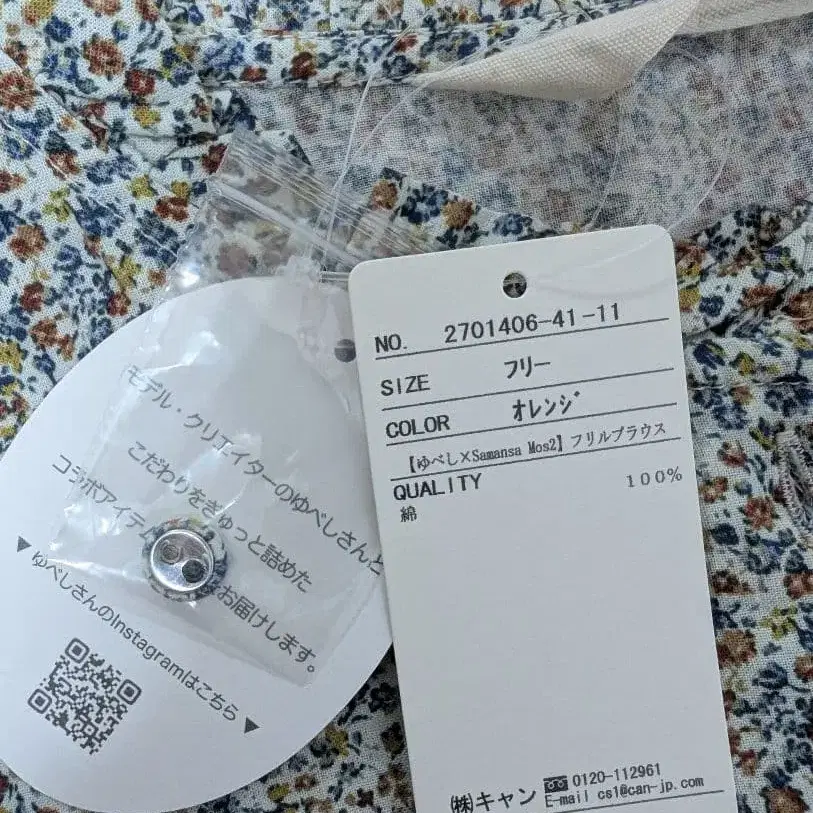 モデル・クリエイターのゆべしさんと
こだわりをぎゅっと詰めた
コラボアイテ
お届けします。
▼ ゆべしさんのInstagramはこちら ▼
NO. 2701406-41-11
SIZE フリー
COLOR オレンジ
【ゆべし×Samansa Mos2】フリルブラウス
QUALITY 100%
綿
㈱キャン 0120-112961
E-mail cs1@can-jp.com